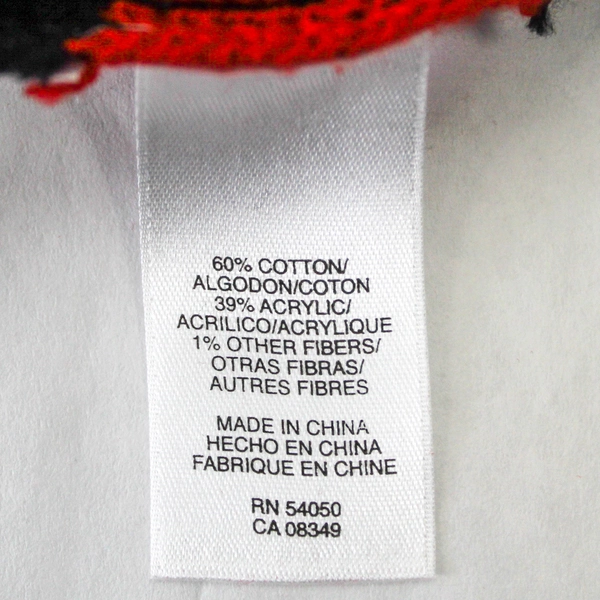 60% COTTON/
ALGODON/COTON
39% ACRYLIC/
ACRILICO/ACRYLIQUE
1% OTHER FIBERS/
OTRAS FIBRAS/
AUTRES FIBRES
MADE IN CHINA
HECHO EN CHINA
FABRIQUE EN CHINE
RN 54050
CA 08349